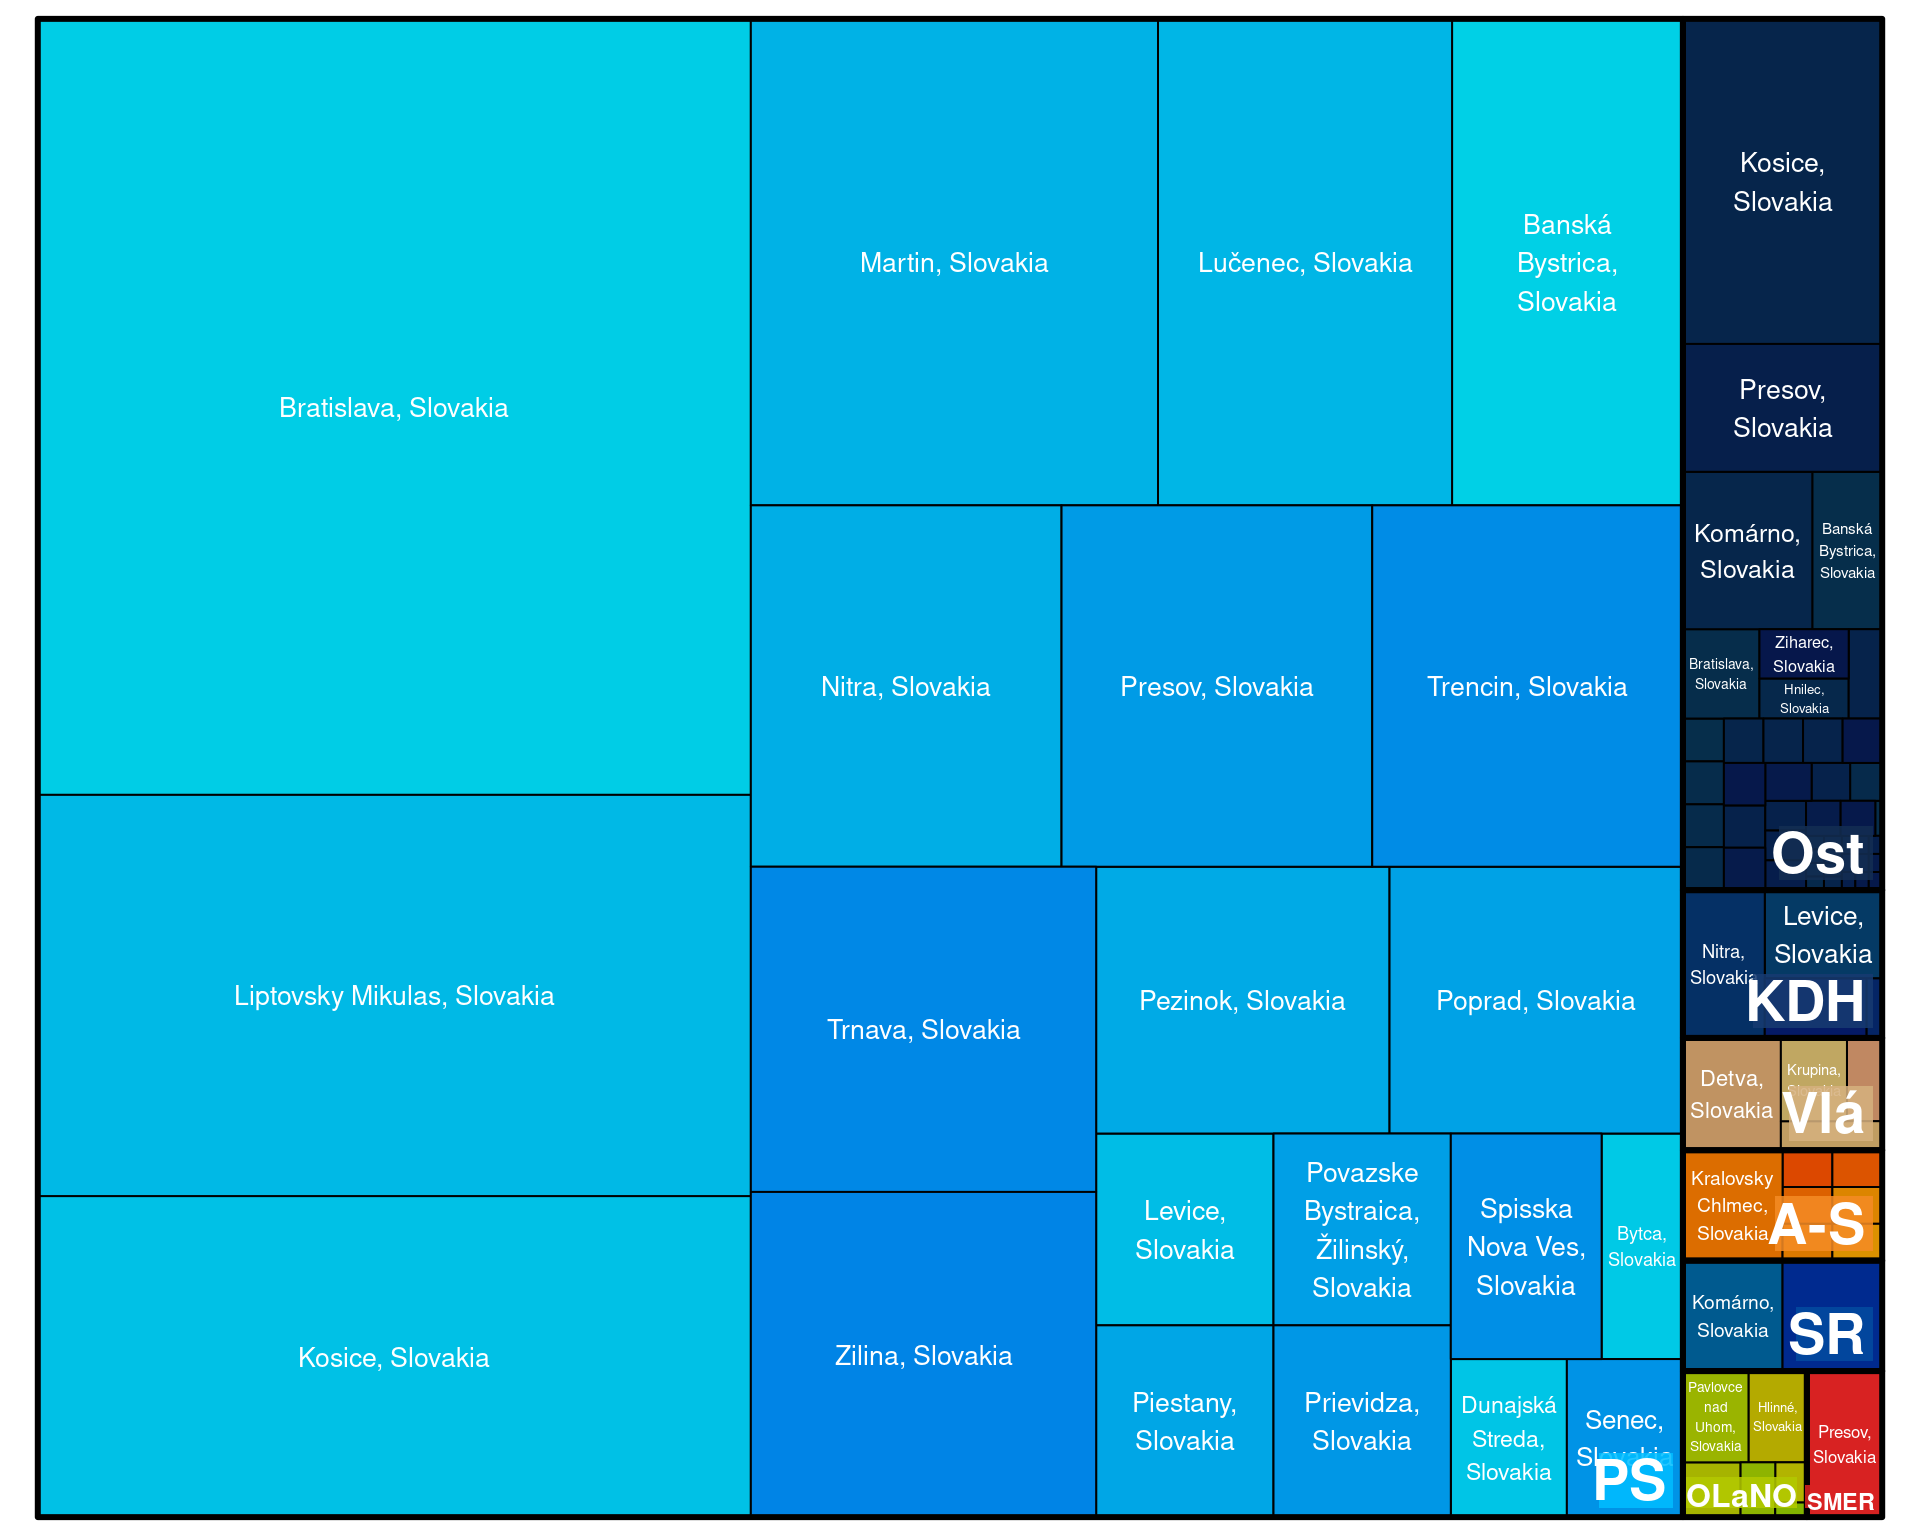 Bratislava, Slovakia
Liptovsky Mikulas, Slovakia
Kosice, Slovakia
Martin, Slovakia
Lučenec, Slovakia
Banská
Bystrica,
Slovakia
Nitra, Slovakia
Presov, Slovakia
Trencin, Slovakia
Trnava, Slovakia
Zilina, Slovakia
Pezinok, Slovakia
Poprad, Slovakia
Levice,
Slovakia
Povazske
Bystraica,
Žilinský,
Slovakia
Spisska
Nova Ves,
Slovakia
Bytca,
Slovakia
Piestany,
Slovakia
Prievidza,
Slovakia
Dunajská
Streda,
Slovakia
Senec,
Slovakia
PS
Kosice,
Slovakia
Presov,
Slovakia
Komárno,
Slovakia
Banská
Bystrica,
Slovakia
Bratislava,
Slovakia
Ziharec,
Slovakia
Hnilec,
Slovakia
Ost
Nitra,
Slovakia
Levice,
Slovakia
KDH
Detva,
Slovakia
Krupina,
Slovakia
Vlá
Kralovsky
Chlmec,
Slovakia
A-S
Komárno,
Slovakia
SR
Pavlovce
nad
Uhom,
Slovakia
Hlinné,
Slovakia
OLaNO
Presov,
Slovakia
SMER